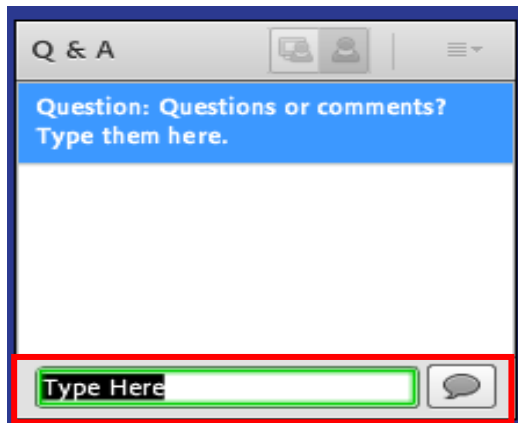 Q & A
Question: Questions or comments?
Type them here.
Type Here